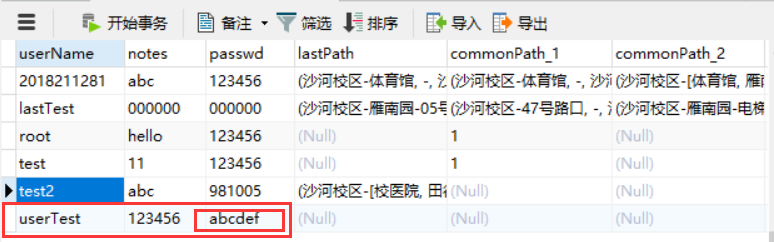 开始事务 备注 筛选 排序 导入 导出
userName notes passwd lastPath commonPath_1 commonPath_2
2018211281 abc 123456 (沙河校区-体育馆, -, 沙 (沙河校区-体育馆, -, 沙河 (沙河校区-[体育馆, 雁南
lastTest 000000 000000 (沙河校区-雁南园-05号 (沙河校区-47号路口, -, 沙 (沙河校区-雁南园-电梯
root hello 123456 (Null) 1 (Null)
test 11 123456 (Null) 1 (Null)
test2 abc 981005 (沙河校区-[校医院, 田 (Null) (Null)
userTest 123456 abcdef (Null) (Null) (Null)